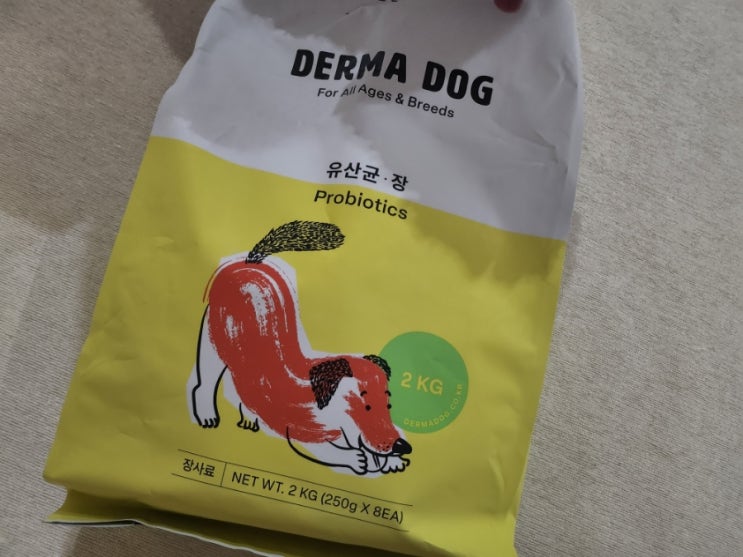 DERMA DOG
For All Ages & Breeds
유산균·장
Probiotics
2 KG
DERMADOG.CO.KR
장사료 NET WT. 2 KG (250g X 8EA)